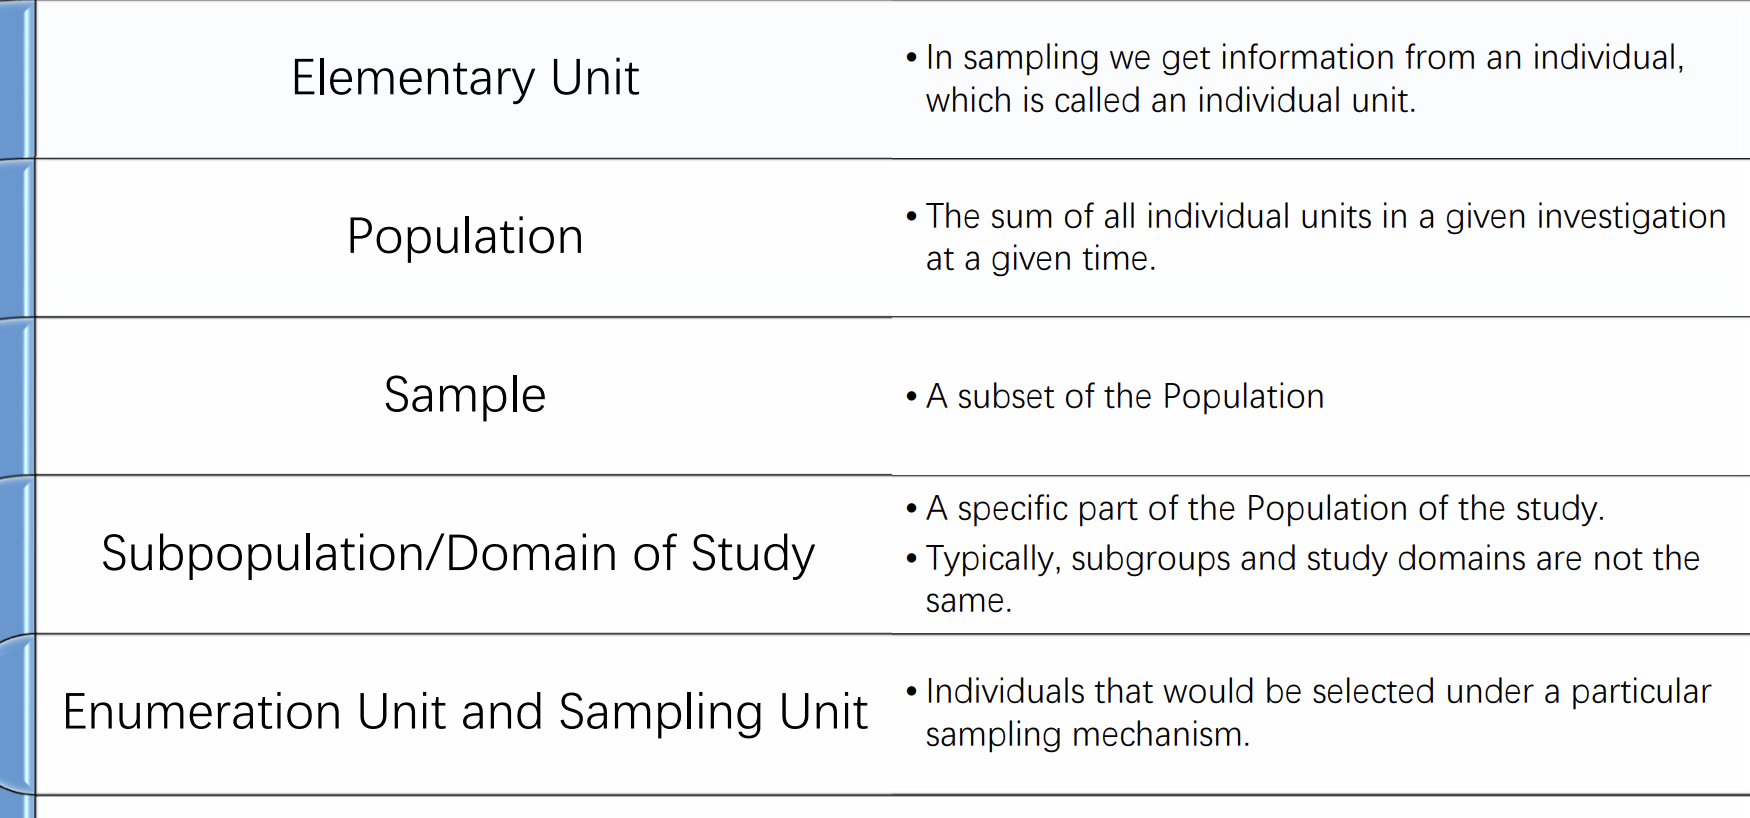 Elementary Unit
• In sampling we get information from an individual,
which is called an individual unit.
Population
• The sum of all individual units in a given investigation
at a given time.
Sample
• A subset of the Population
Subpopulation/Domain of Study
• A specific part of the Population of the study.
• Typically, subgroups and study domains are not the
same.
Enumeration Unit and Sampling Unit
• Individuals that would be selected under a particular
sampling mechanism.